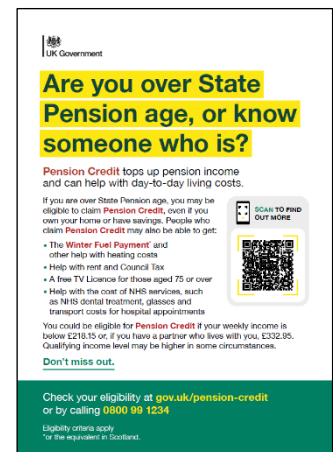 UK Government
Are you over State
Pension age, or know
someone who is?
Pension Credit tops up pension income
and can help with day-to-day living costs.
If you are over State Pension age, you may be
eligible to claim Pension Credit, even if you
own your home or have savings. People who
claim Pension Credit may also be able to get:
• The Winter Fuel Payment* and
other help with heating costs
• Help with rent and Council Tax
• A free TV Licence for those aged 75 or over
• Help with the cost of NHS services, such
as NHS dental treatment, glasses and
transport costs for hospital appointments
SCAN TO FIND
OUT MORE
You could be eligible for Pension Credit if your weekly income is
below £218.15 or, if you have a partner who lives with you, £332.95.
Qualifying income level may be higher in some circumstances.
Don't miss out.
Check your eligibility at gov.uk/pension-credit
or by calling 0800 99 1234
Eligibility criteria apply
*or the equivalent in Scotland.